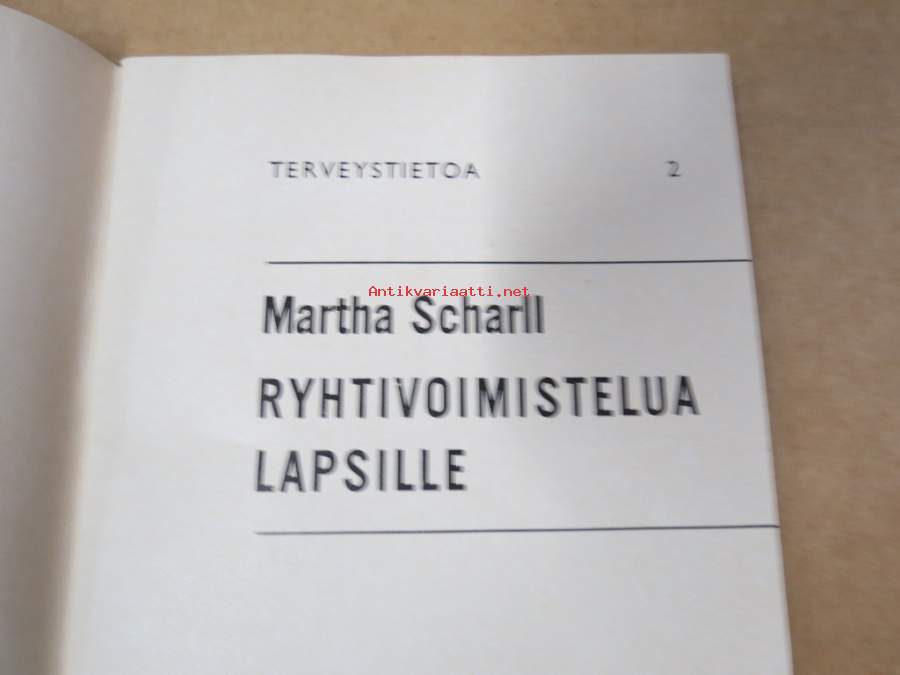 TERVEYSTIETOA 2
Antikvariaatti.net
Martha Scharll
RYHTIVOIMISTELUA
LAPSILLE